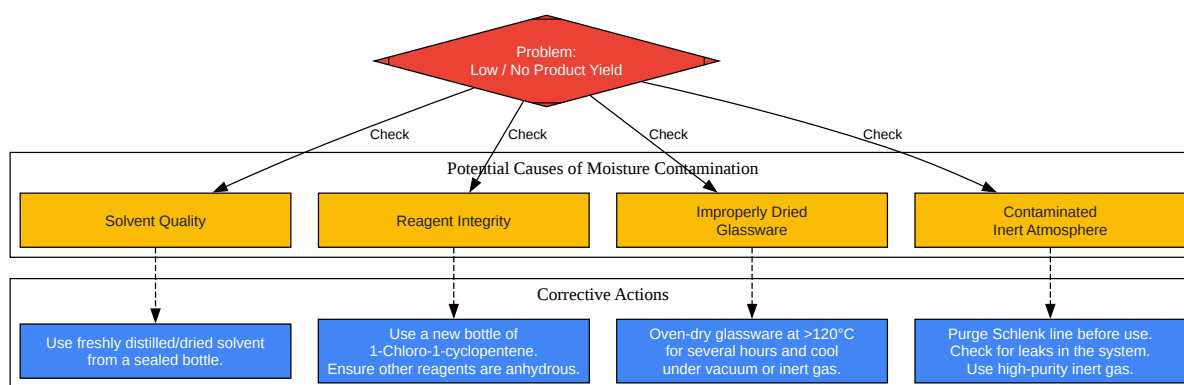 Problem:
Low / No Product Yield
Check
Check
Check
Check
Potential Causes of Moisture Contamination
Solvent Quality
Reagent Integrity
Improperly Dried
Glassware
Contaminated
Inert Atmosphere
Corrective Actions
Use freshly distilled/dried solvent
from a sealed bottle.
Use a new bottle of
1-Chloro-1-cyclopentene.
Ensure other reagents are anhydrous.
Oven-dry glassware at >120°C
for several hours and cool
under vacuum or inert gas.
Purge Schlenk line before use.
Check for leaks in the system.
Use high-purity inert gas.